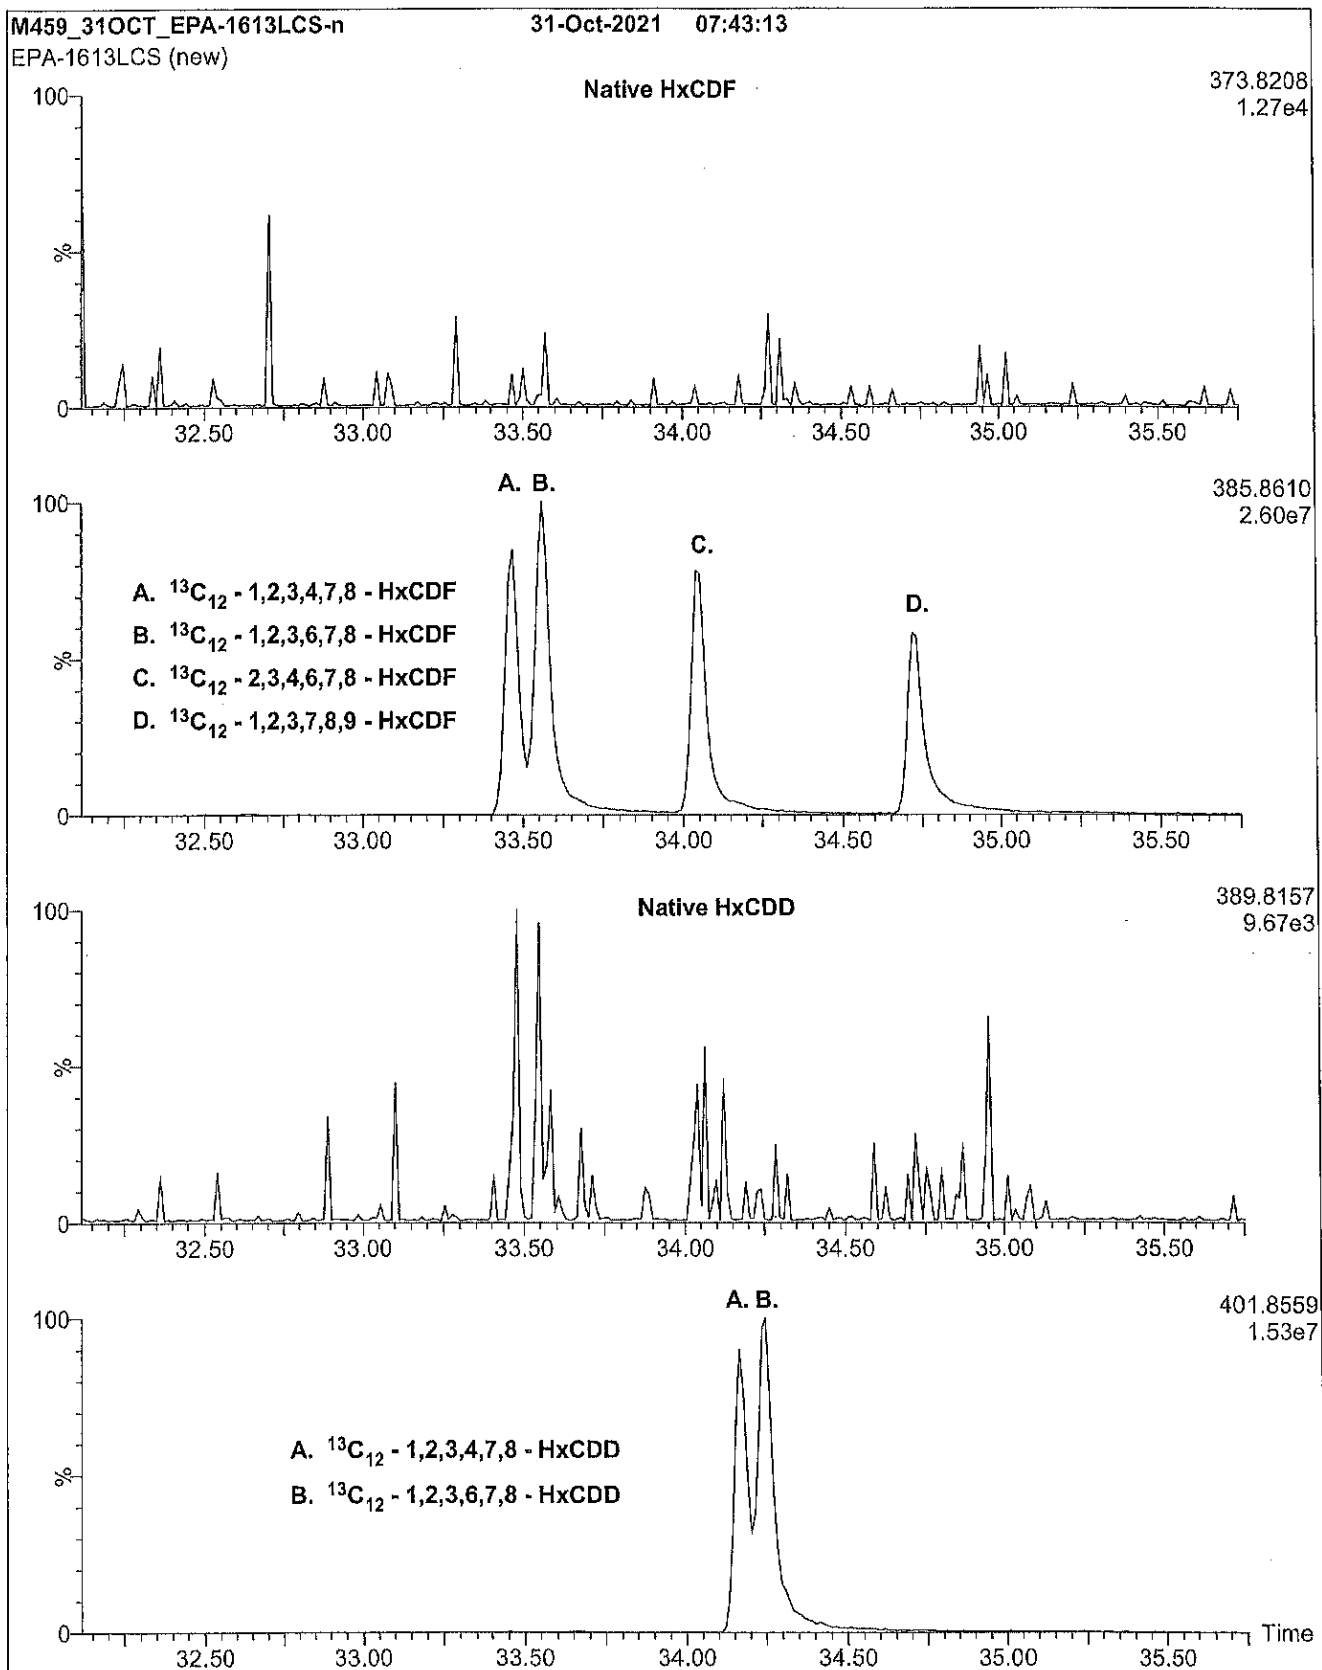 M459_31OCT_EPA-1613LCS-n 31-Oct-2021 07:43:13
EPA-1613LCS (new)
Native HxCDF
373.8208
1.27e4
100
%
0
32.50 33.00 33.50 34.00 34.50 35.00 35.50
A. B.
385.8610
2.60e7
100
C.
D.
A. ¹³C₁₂ - 1,2,3,4,7,8 - HxCDF
B. ¹³C₁₂ - 1,2,3,6,7,8 - HxCDF
C. ¹³C₁₂ - 2,3,4,6,7,8 - HxCDF
D. ¹³C₁₂ - 1,2,3,7,8,9 - HxCDF
%
0
32.50 33.00 33.50 34.00 34.50 35.00 35.50
Native HxCDD
389.8157
9.67e3
100
%
0
32.50 33.00 33.50 34.00 34.50 35.00 35.50
A. B.
401.8559
1.53e7
100
A. ¹³C₁₂ - 1,2,3,4,7,8 - HxCDD
B. ¹³C₁₂ - 1,2,3,6,7,8 - HxCDD
%
0
Time
32.50 33.00 33.50 34.00 34.50 35.00 35.50